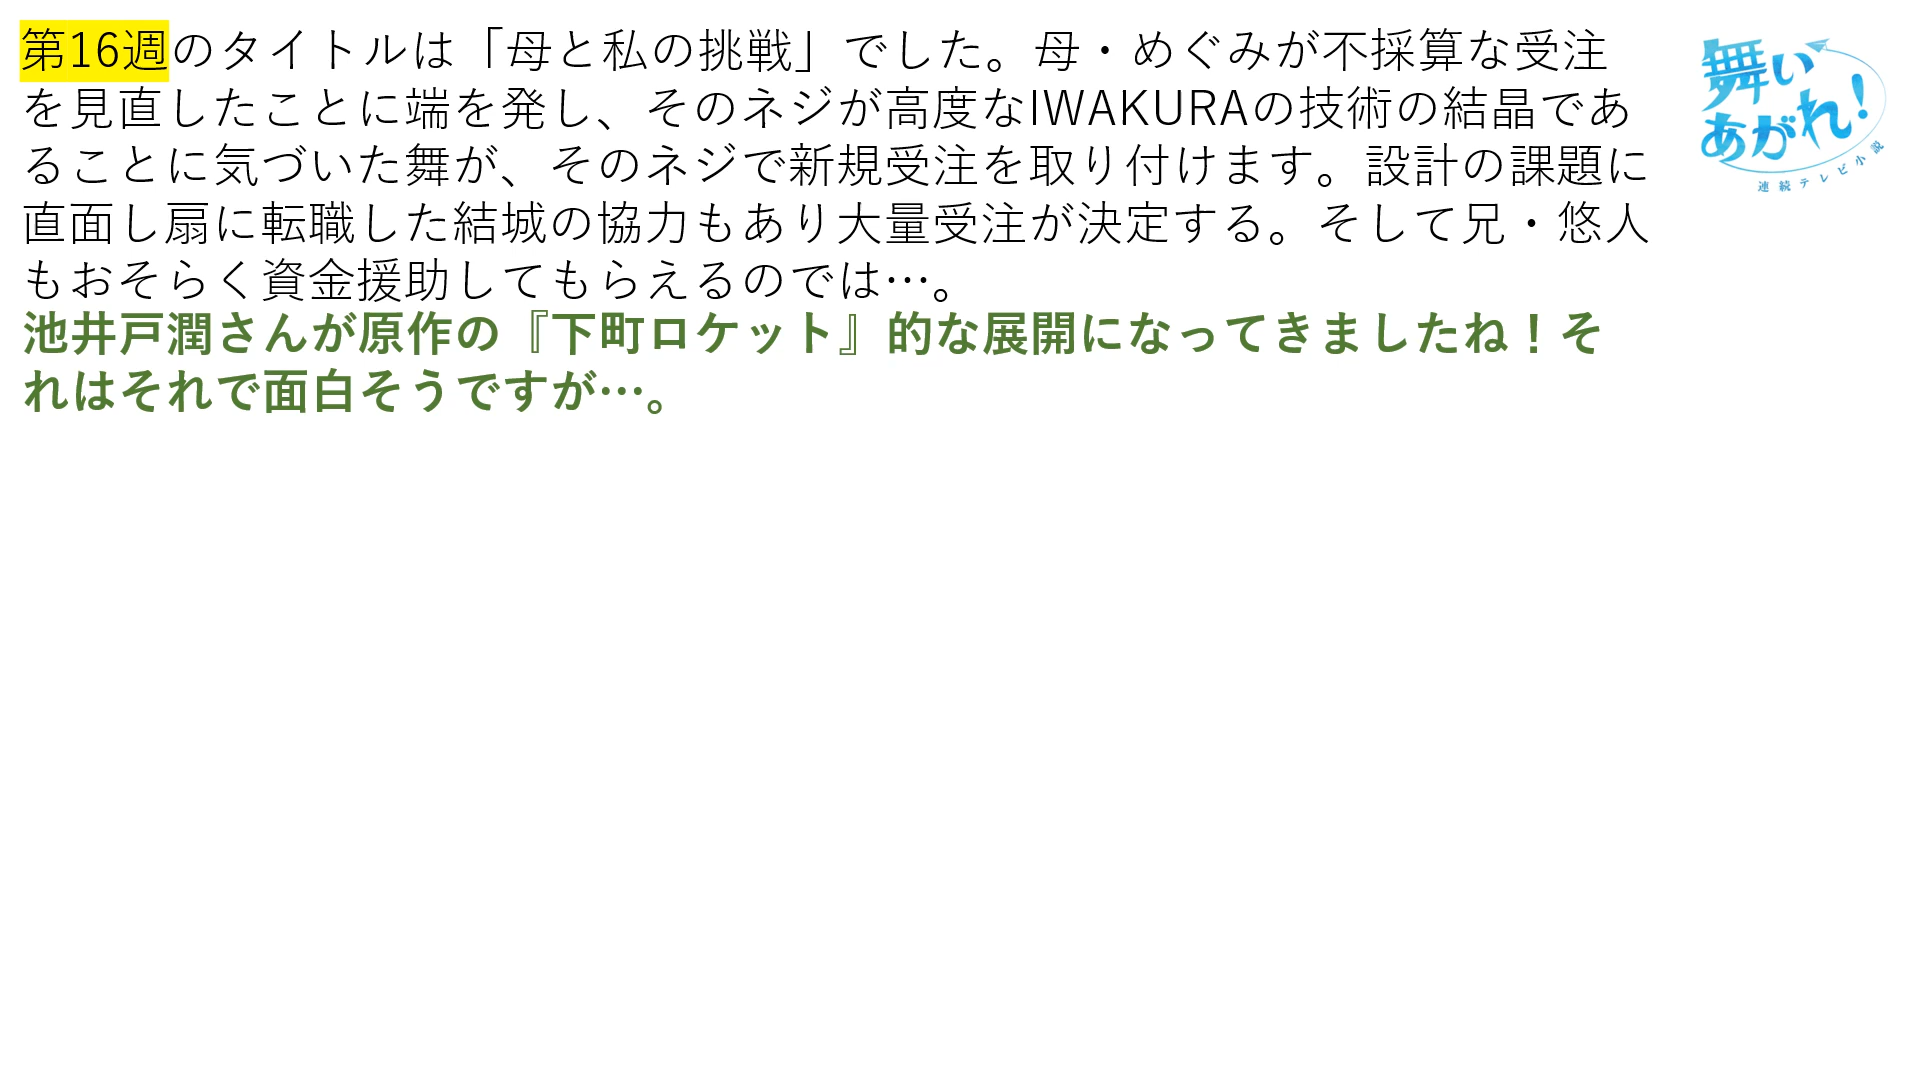 第16週のタイトルは「母と私の挑戦」でした。母・めぐみが不採算な受注
を見直したことに端を発し、そのネジが高度なIWAKURAの技術の結晶であ
ることに気づいた舞が、そのネジで新規受注を取り付けます。設計の課題に
直面し扇に転職した結城の協力もあり大量受注が決定する。そして兄・悠人
もおそらく資金援助してもらえるのでは…。
池井戸潤さんが原作の『下町ロケット』的な展開になってきましたね！そ
れはそれで面白そうですが…。
舞い
あがれ！
連続テレビ小説